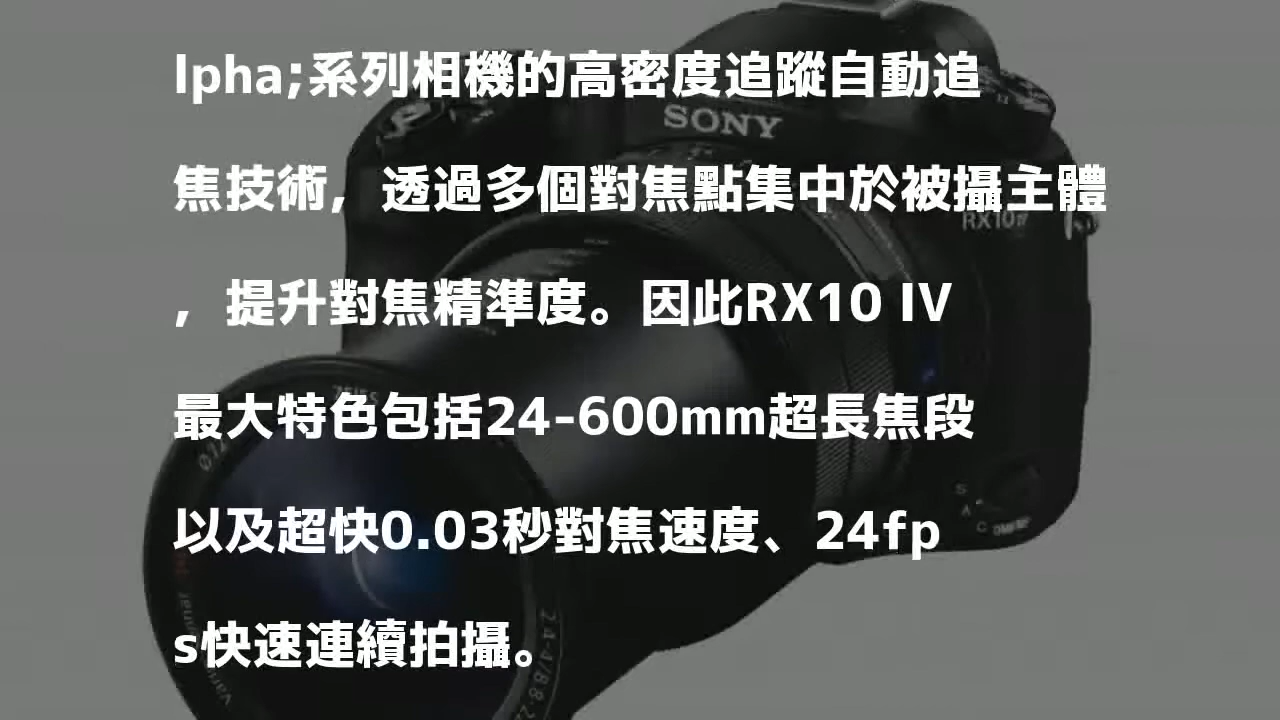 lpha;系列相機的高密度追蹤自動追
焦技術，透過多個對焦點集中於被攝主體
，提升對焦精準度。因此RX10 IV
最大特色包括24-600mm超長焦段
以及超快0.03秒對焦速度、24fp
s快速連續拍攝。
SONY
RX10 IV
ZEISS